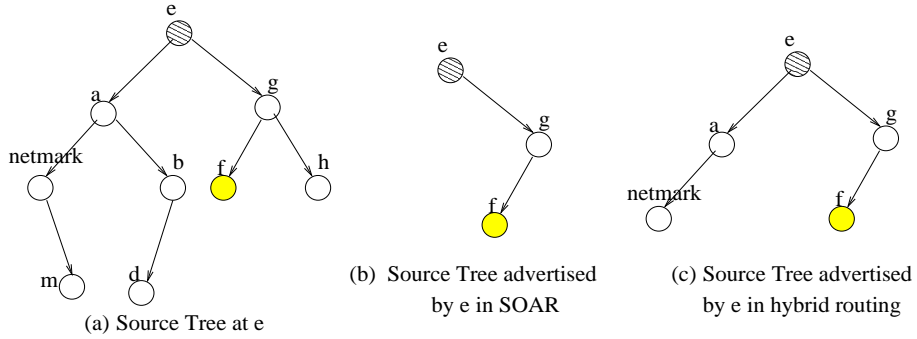 e
a
g
netmark
b
f
h
m
d
(a) Source Tree at e
e
g
f
(b) Source Tree advertised
by e in SOAR
e
a
g
netmark
f
(c) Source Tree advertised
by e in hybrid routing